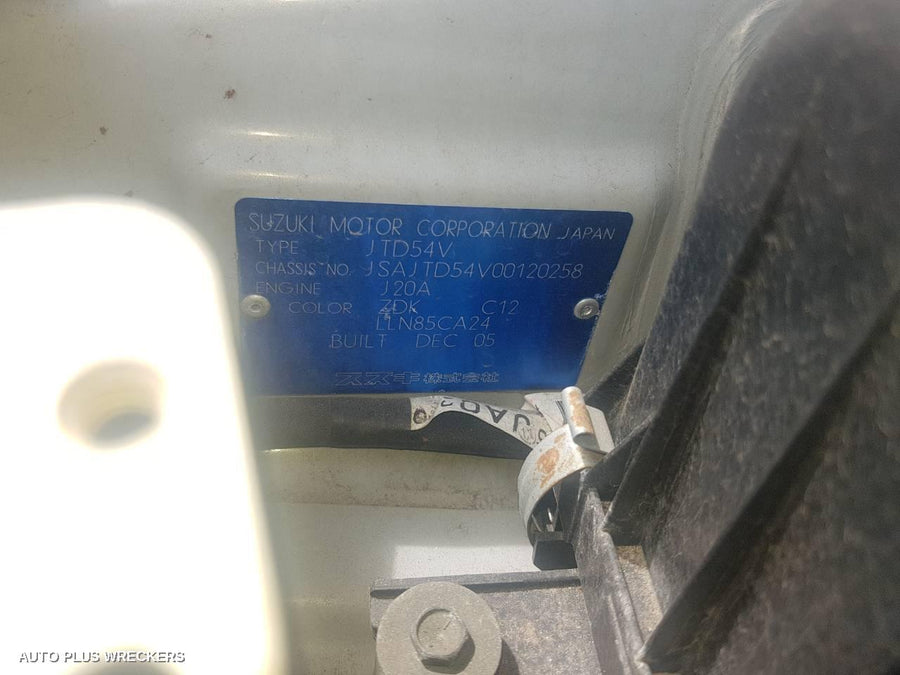 SUZUKI MOTOR CORPORATION JAPAN
TYPE JTD54V
CHASSIS NO. JSAJTD54V00120258
ENGINE J20A
COLOR ZDK C12
LLN85CA24
BUILT DEC 05
スズキ株式会社
JA02
AUTO PLUS WRECKERS